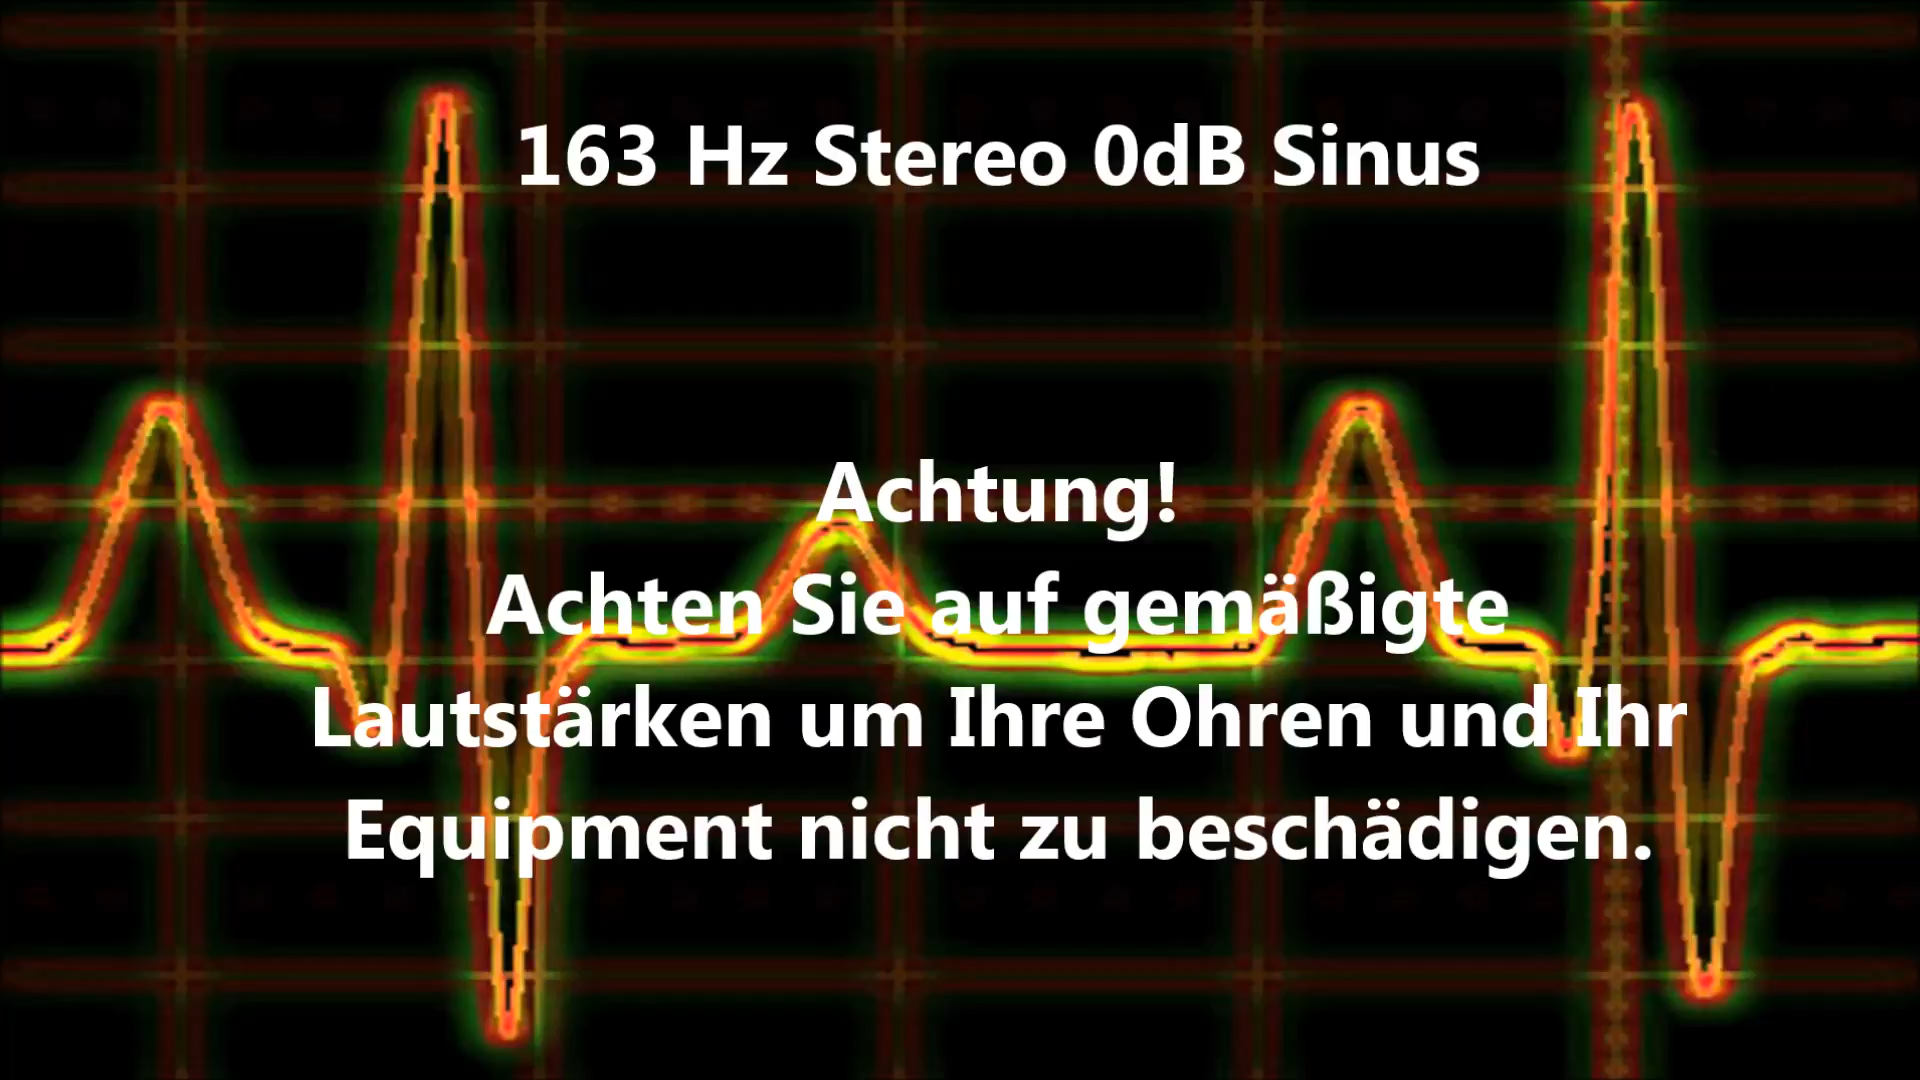 163 Hz Stereo 0dB Sinus
Achtung!
Achten Sie auf gemäßigte
Lautstärken um Ihre Ohren und Ihr
Equipment nicht zu beschädigen.